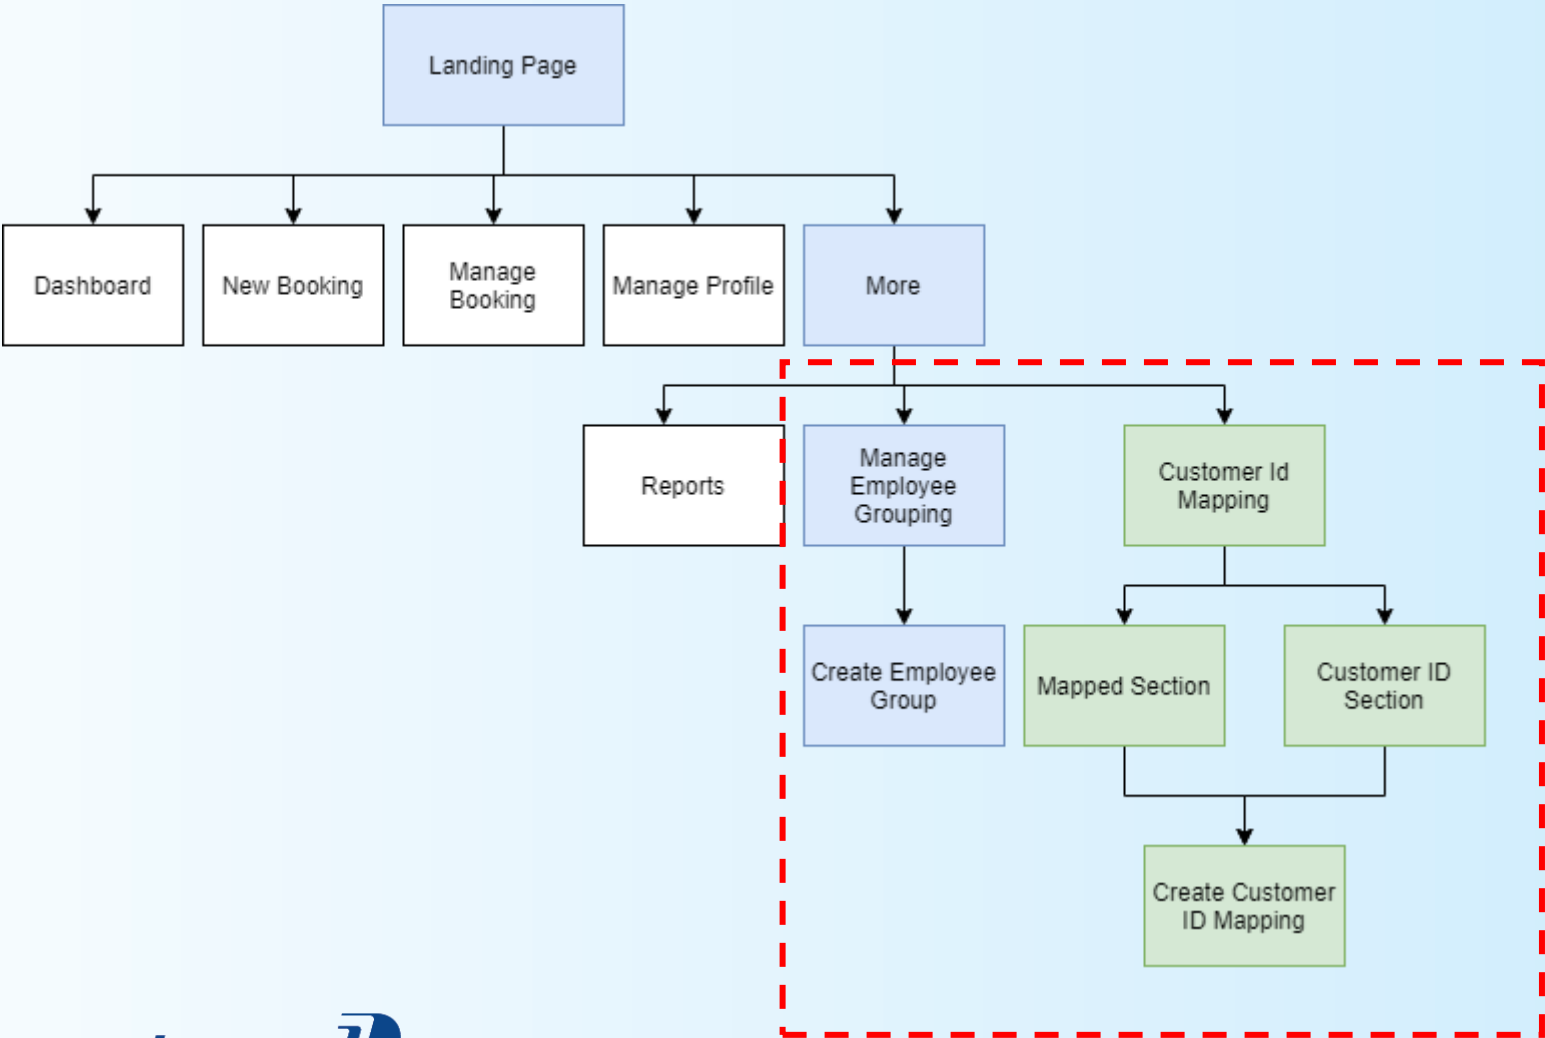 Landing Page
Dashboard
New Booking
Manage
Booking
Manage Profile
More
Reports
Manage
Employee
Grouping
Customer Id
Mapping
Create Employee
Group
Mapped Section
Customer ID
Section
Create Customer
ID Mapping